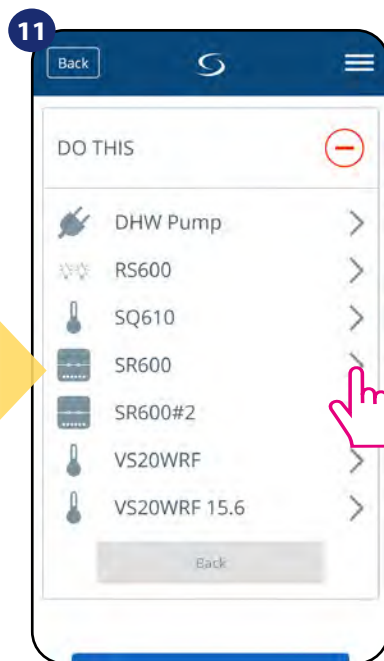 11
Back
DO THIS
DHW Pump
RS600
SQ610
SR600
SR600#2
VS20WRF
VS20WRF 15.6
Back